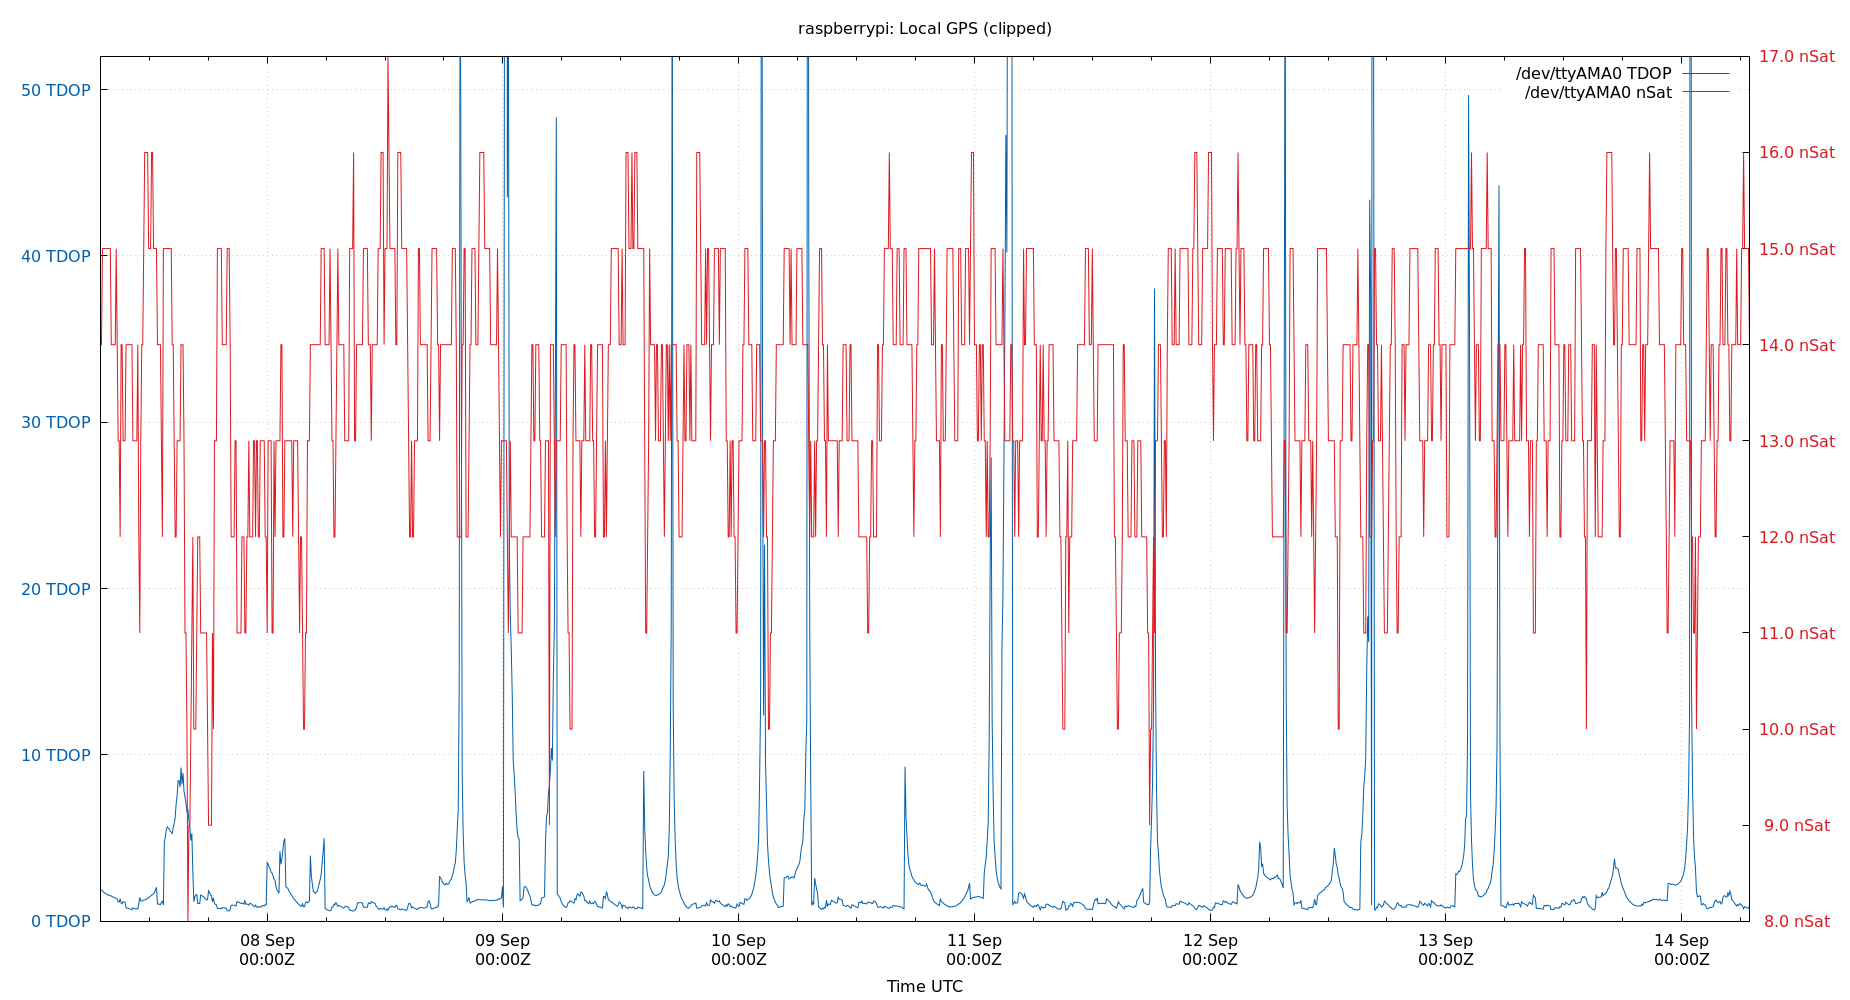 raspberrypi: Local GPS (clipped)
17.0 nSat
/dev/ttyAMA0 TDOP
50 TDOP
/dev/ttyAMA0 nSat
16.0 nSat
40 TDOP
15.0 nSat
14.0 nSat
30 TDOP
13.0 nSat
12.0 nSat
20 TDOP
11.0 nSat
10.0 nSat
10 TDOP
9.0 nSat
0 TDOP
8.0 nSat
08 Sep 09 Sep 10 Sep 11 Sep 12 Sep 13 Sep 14 Sep
00:00Z 00:00Z 00:00Z 00:00Z 00:00Z 00:00Z 00:00Z
Time UTC